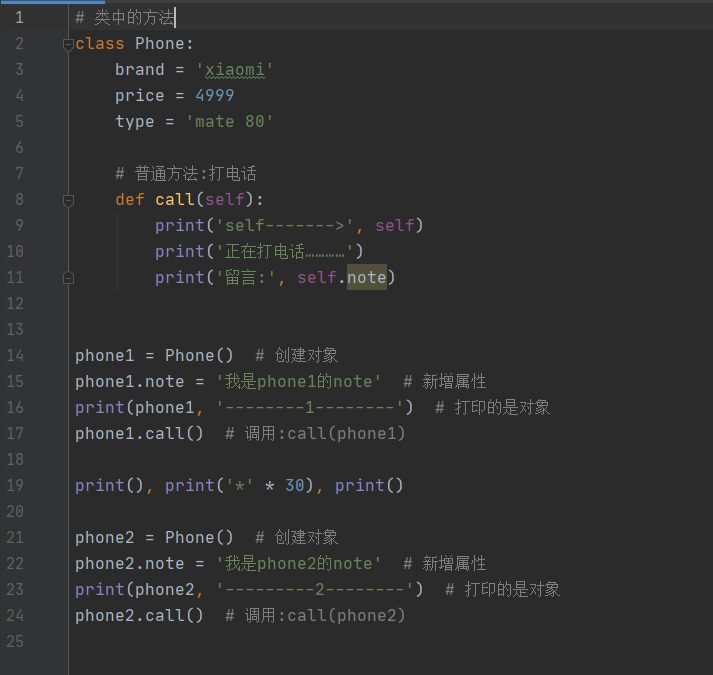 1 # 类中的方法
2 class Phone:
3 brand = 'xiaomi'
4 price = 4999
5 type = 'mate 80'
6
7 # 普通方法:打电话
8 def call(self):
9 print('self------->', self)
10 print('正在打电话…………')
11 print('留言:', self.note)
12
13
14 phone1 = Phone()  # 创建对象
15 phone1.note = '我是phone1的note'  # 新增属性
16 print(phone1, '--------1--------')  # 打印的是对象
17 phone1.call()  # 调用:call(phone1)
18
19 print(), print('*' * 30), print()
20
21 phone2 = Phone()  # 创建对象
22 phone2.note = '我是phone2的note'  # 新增属性
23 print(phone2, '---------2--------')  # 打印的是对象
24 phone2.call()  # 调用:call(phone2)
25